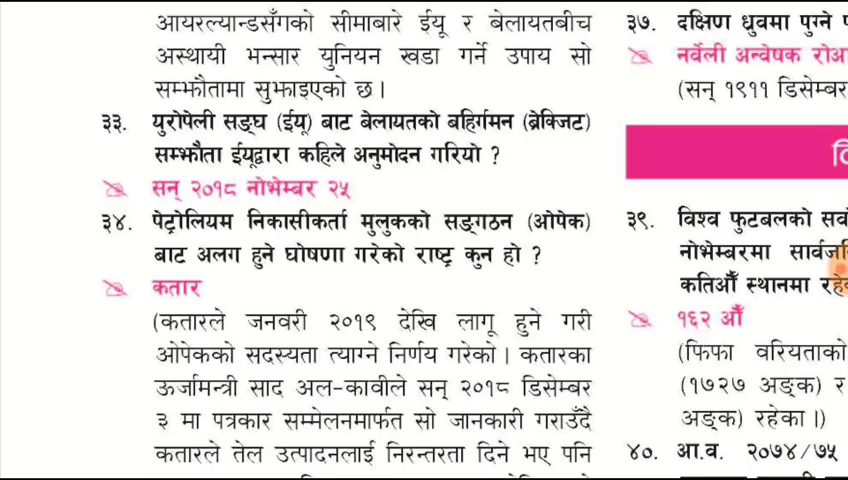 आयरल्यान्डसँगको सीमाबारे ईयू र बेलायतबीच
अस्थायी भन्सार युनियन खडा गर्ने उपाय सो
सम्झौतामा सुझाइएको छ।
३३. युरोपेली सङ्घ (ईयू) बाट बेलायतको बहिर्गमन (ब्रेक्जिट)
सम्झौता ईयूद्वारा कहिले अनुमोदन गरियो ?
सन् २०१८ नोभेम्बर २५
३४. पेट्रोलियम निकासीकर्ता मुलुकको सङ्गठन (ओपेक)
बाट अलग हुने घोषणा गरेको राष्ट्र कुन हो ?
कतार
(कतारले जनवरी २०१९ देखि लागू हुने गरी
ओपेकको सदस्यता त्याग्ने निर्णय गरेको। कतारका
ऊर्जामन्त्री साद अल-कावीले सन् २०१८ डिसेम्बर
३ मा पत्रकार सम्मेलनमार्फत सो जानकारी गराउँदै
कतारले तेल उत्पादनलाई निरन्तरता दिने भए पनि
३७. दक्षिण ध्रुवमा पुग्ने
नर्वेली अन्वेषक
(सन् १९११ डिसेम्बर
३९. विश्व फुटबलको
नोभेम्बरमा
कतिऔँ स्थानमा
१६२ औँ
(फिफा वरियताको
(१७२७ अङ्क) र
अङ्क) रहेका।)
४०. आ.व. २०७४/७५